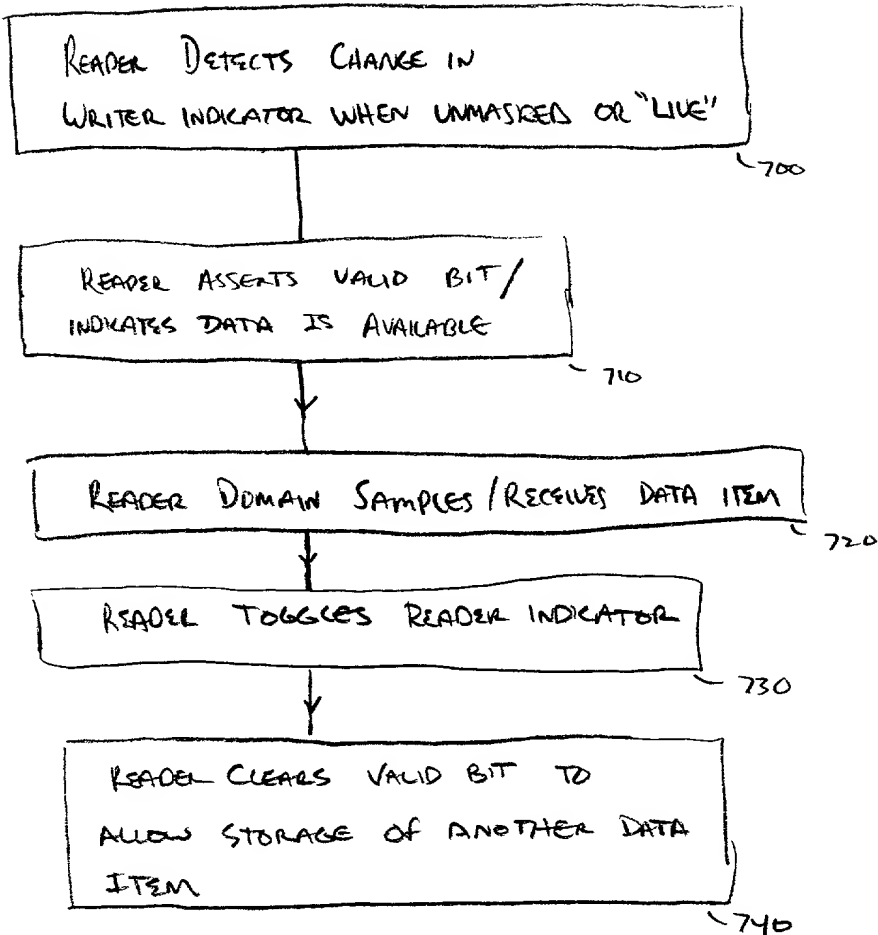 READER DETECTS CHANGE IN
WRITER INDICATOR WHEN UNMASKED OR "LIVE"
700
READER ASSERTS VALID BIT/
INDICATES DATA IS AVAILABLE
710
READER DOMAIN SAMPLES/RECEIVES DATA ITEM
720
READER TOGGLES READER INDICATOR
730
READER CLEARS VALID BIT TO
ALLOW STORAGE OF ANOTHER DATA
ITEM
740